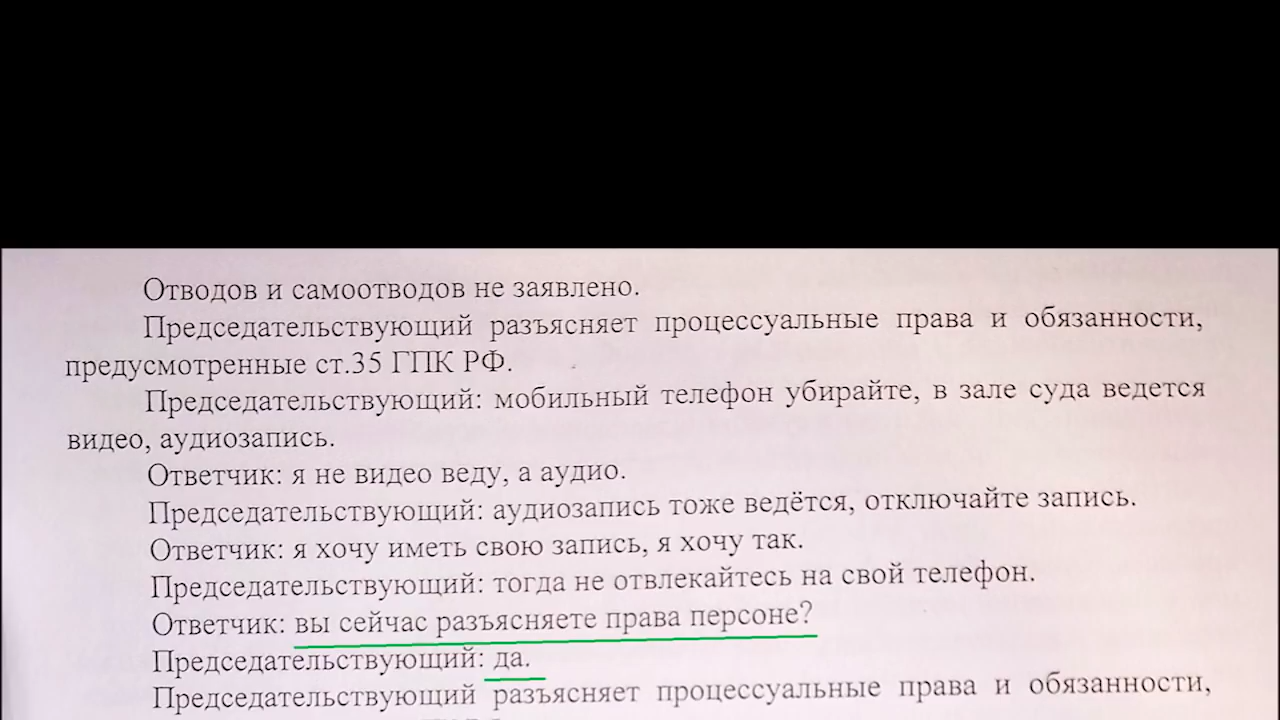 Отводов и самоотводов не заявлено.
Председательствующий разъясняет процессуальные права и обязанности,
предусмотренные ст.35 ГПК РФ.
Председательствующий: мобильный телефон убирайте, в зале суда ведется
видео, аудиозапись.
Ответчик: я не видео веду, а аудио.
Председательствующий: аудиозапись тоже ведётся, отключайте запись.
Ответчик: я хочу иметь свою запись, я хочу так.
Председательствующий: тогда не отвлекайтесь на свой телефон.
Ответчик: вы сейчас разъясняете права персоне?
Председательствующий: да.
Председательствующий разъясняет процессуальные права и обязанности,